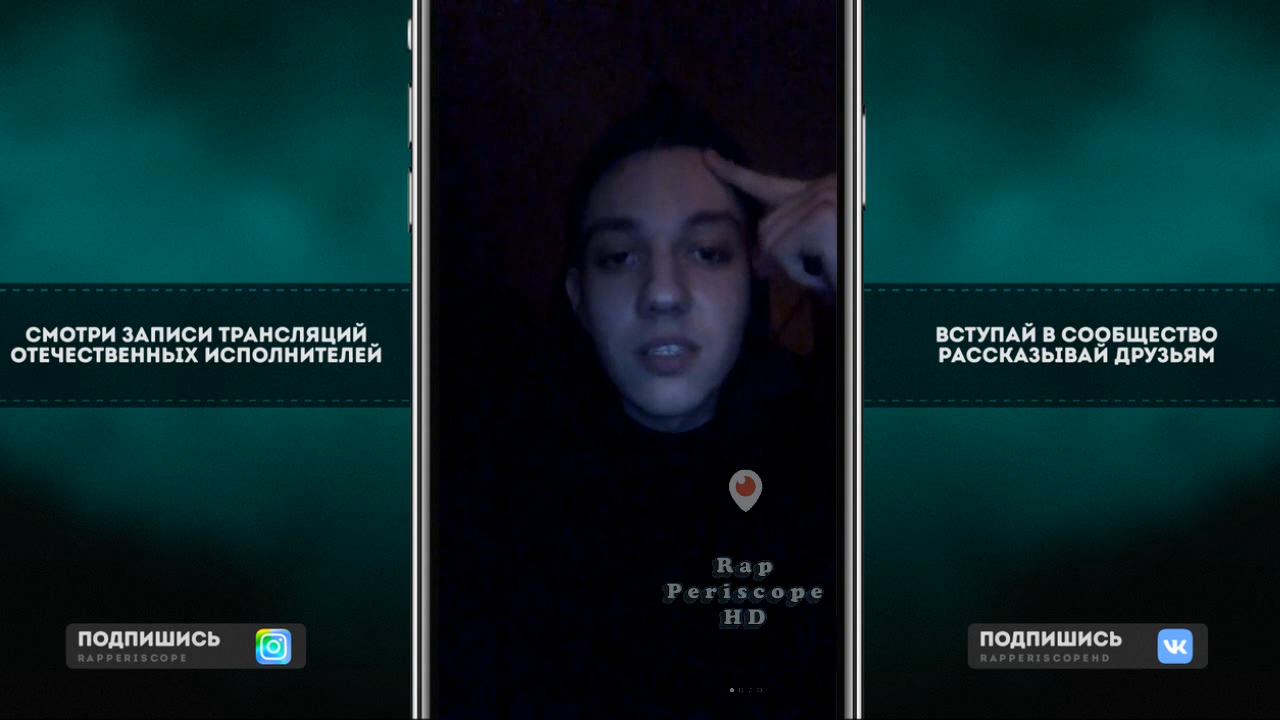 СМОТРИ ЗАПИСИ ТРАНСЛЯЦИЙ
ОТЕЧЕСТВЕННЫХ ИСПОЛНИТЕЛЕЙ
ВСТУПАЙ В СООБЩЕСТВО
РАССКАЗЫВАЙ ДРУЗЬЯМ
Rap
Periscope
HD
ПОДПИШИСЬ
RAPPERISCOPE
ПОДПИШИСЬ
RAPPERISCOPEHD